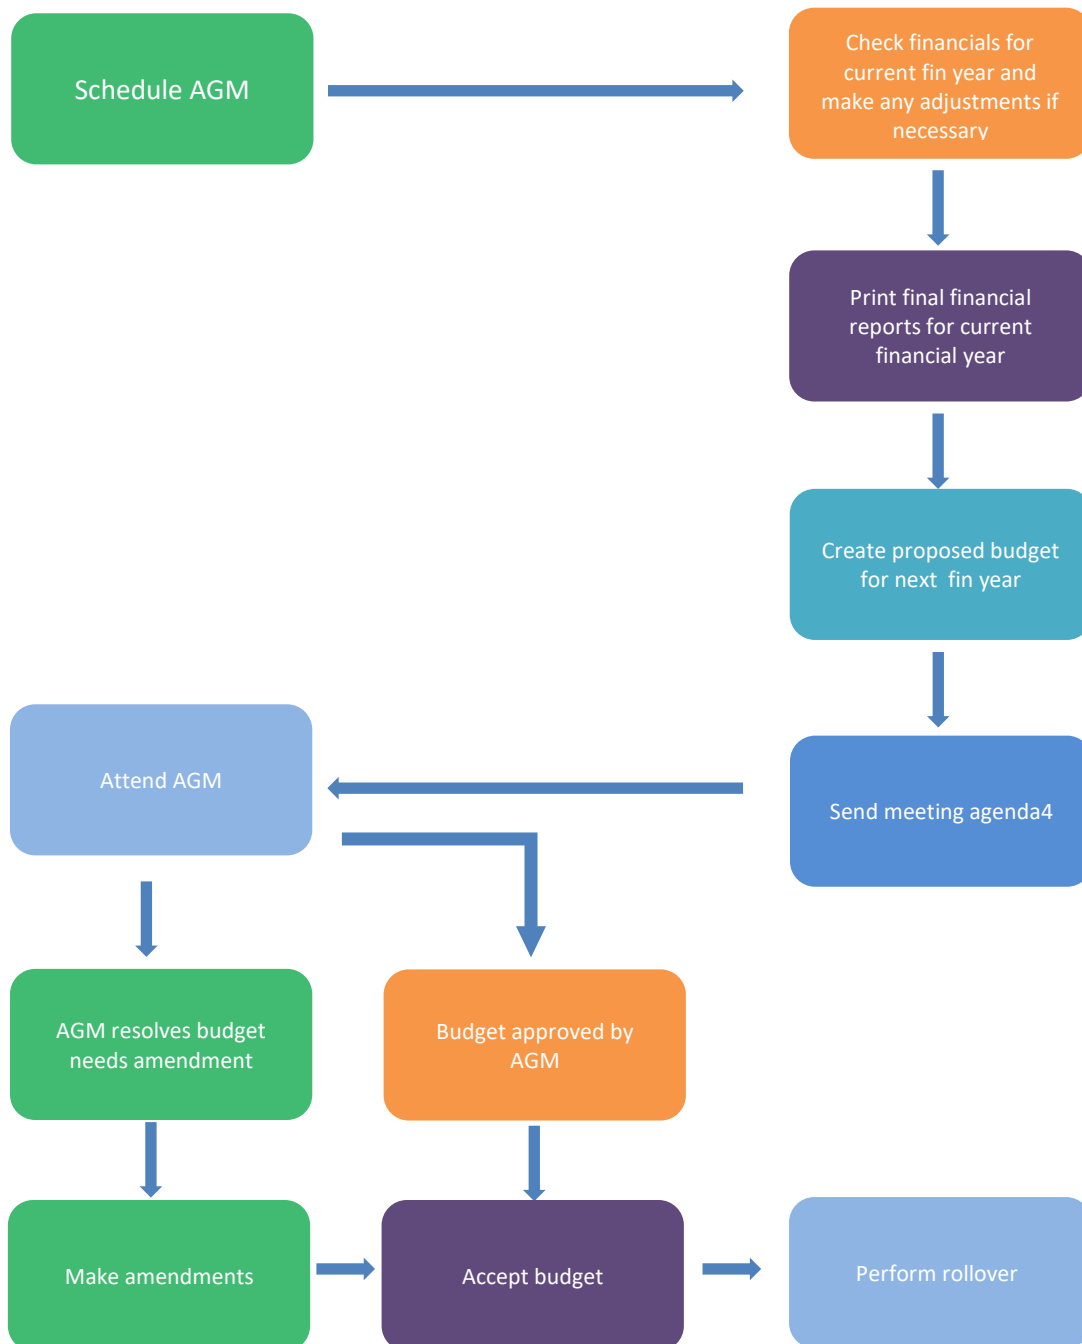 Schedule AGM
Check financials for
current fin year and
make any adjustments if
necessary
Print final financial
reports for current
financial year
Create proposed budget
for next  fin year
Attend AGM
Send meeting agenda4
AGM resolves budget
needs amendment
Budget approved by
AGM
Make amendments
Accept budget
Perform rollover